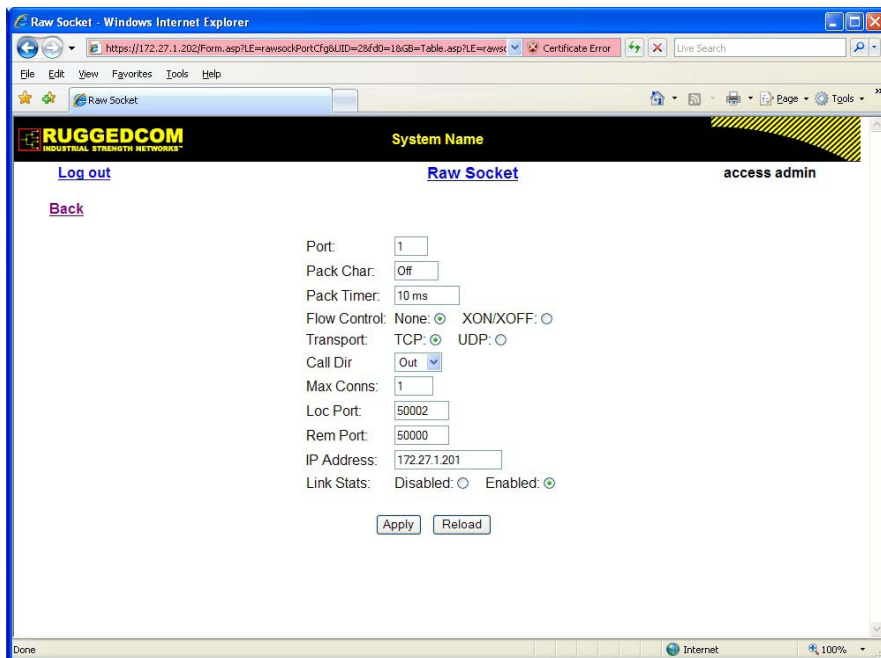 Raw Socket - Windows Internet Explorer
https://172.27.1.202/Form.asp?LE=rawsockPortCfg&UID=2&fd0=1&GB=Table.asp?LE=rawsc Certificate Error Live Search
File Edit View Favorites Tools Help
Raw Socket Page Tools »
RUGGEDCOM
INDUSTRIAL STRENGTH NETWORKS™
System Name
Log out Raw Socket access admin
Back
Port: 1
Pack Char: Off
Pack Timer: 10 ms
Flow Control: None: XON/XOFF:
Transport: TCP: UDP:
Call Dir Out
Max Conns: 1
Loc Port: 50002
Rem Port: 50000
IP Address: 172.27.1.201
Link Stats: Disabled: Enabled:
Apply Reload
Done Internet 100%